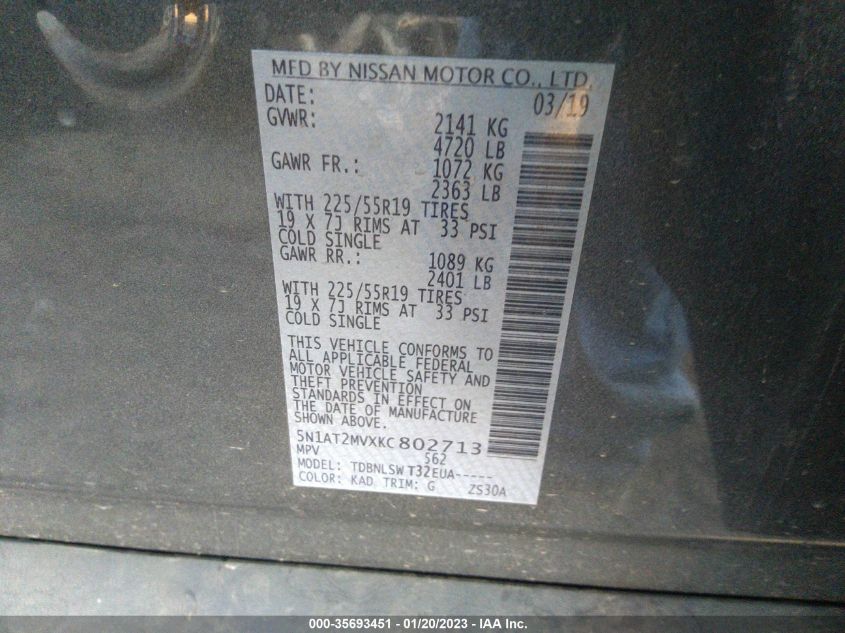 MFD BY NISSAN MOTOR CO., LTD.
DATE: 03/19
GVWR: 2141 KG
4720 LB
GAWR FR.: 1072 KG
2363 LB
WITH 225/55R19 TIRES
19 X 7J RIMS AT 33 PSI
COLD SINGLE
GAWR RR.: 1089 KG
2401 LB
WITH 225/55R19 TIRES
19 X 7J RIMS AT 33 PSI
COLD SINGLE
THIS VEHICLE CONFORMS TO
ALL APPLICABLE FEDERAL
MOTOR VEHICLE SAFETY AND
THEFT PREVENTION
STANDARDS IN EFFECT ON
THE DATE OF MANUFACTURE
SHOWN ABOVE.
5N1AT2MVXKC802713
MPV 562
MODEL: TDBNLSW T32EUA-----
COLOR: KAD TRIM: G ZS30A
000-35693451 — 01/20/2023 — IAA Inc.